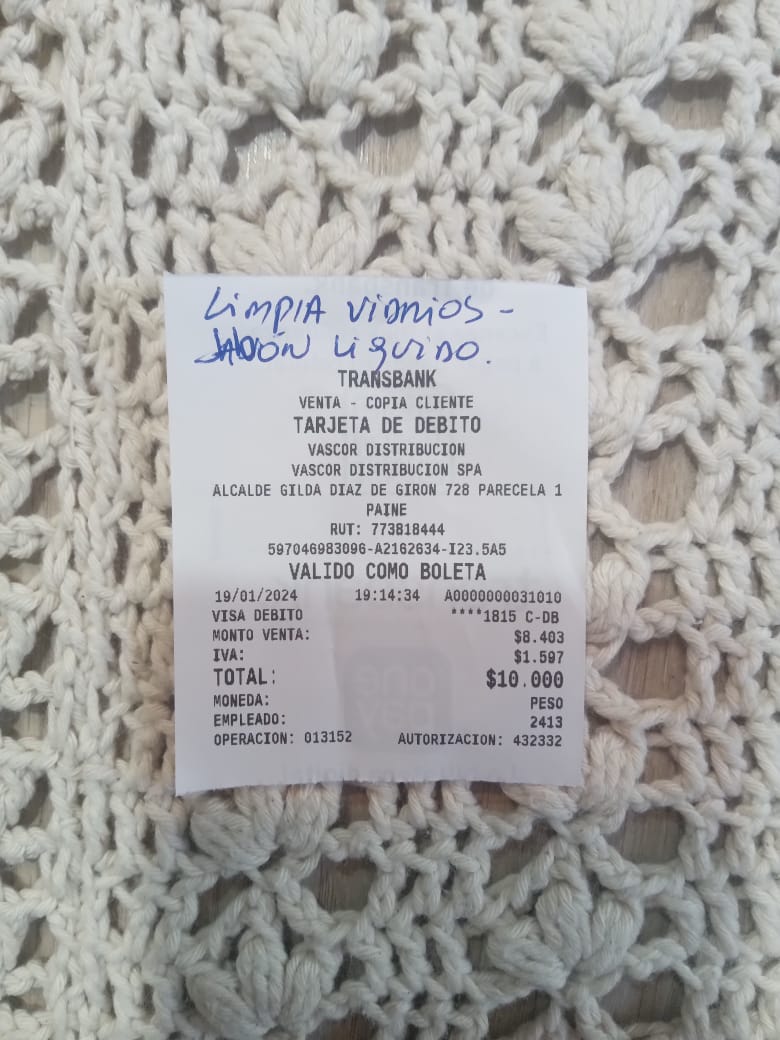 LIMPIA VIDRIOS -
JABÓN LIQUIDO.
TRANSBANK
VENTA - COPIA CLIENTE
TARJETA DE DEBITO
VASCOR DISTRIBUCION
VASCOR DISTRIBUCION SPA
ALCALDE GILDA DIAZ DE GIRON 728 PARECELA 1
PAINE
RUT: 773818444
597046983096-A2162634-I23.5A5
VALIDO COMO BOLETA
19/01/2024 19:14:34 A0000000031010
VISA DEBITO ****1815 C-DB
MONTO VENTA: $8.403
IVA: $1.597
TOTAL: $10.000
MONEDA: PESO
EMPLEADO: 2413
OPERACION: 013152 AUTORIZACION: 432332